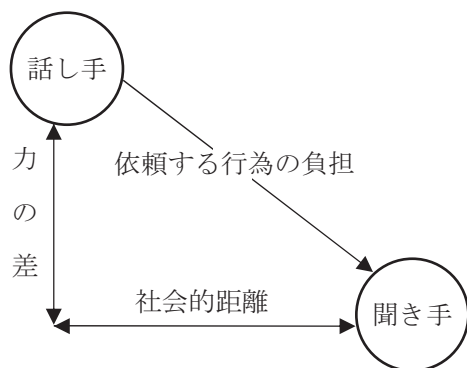 話し手
力の差
依頼する行為の負担
社会的距離
聞き手